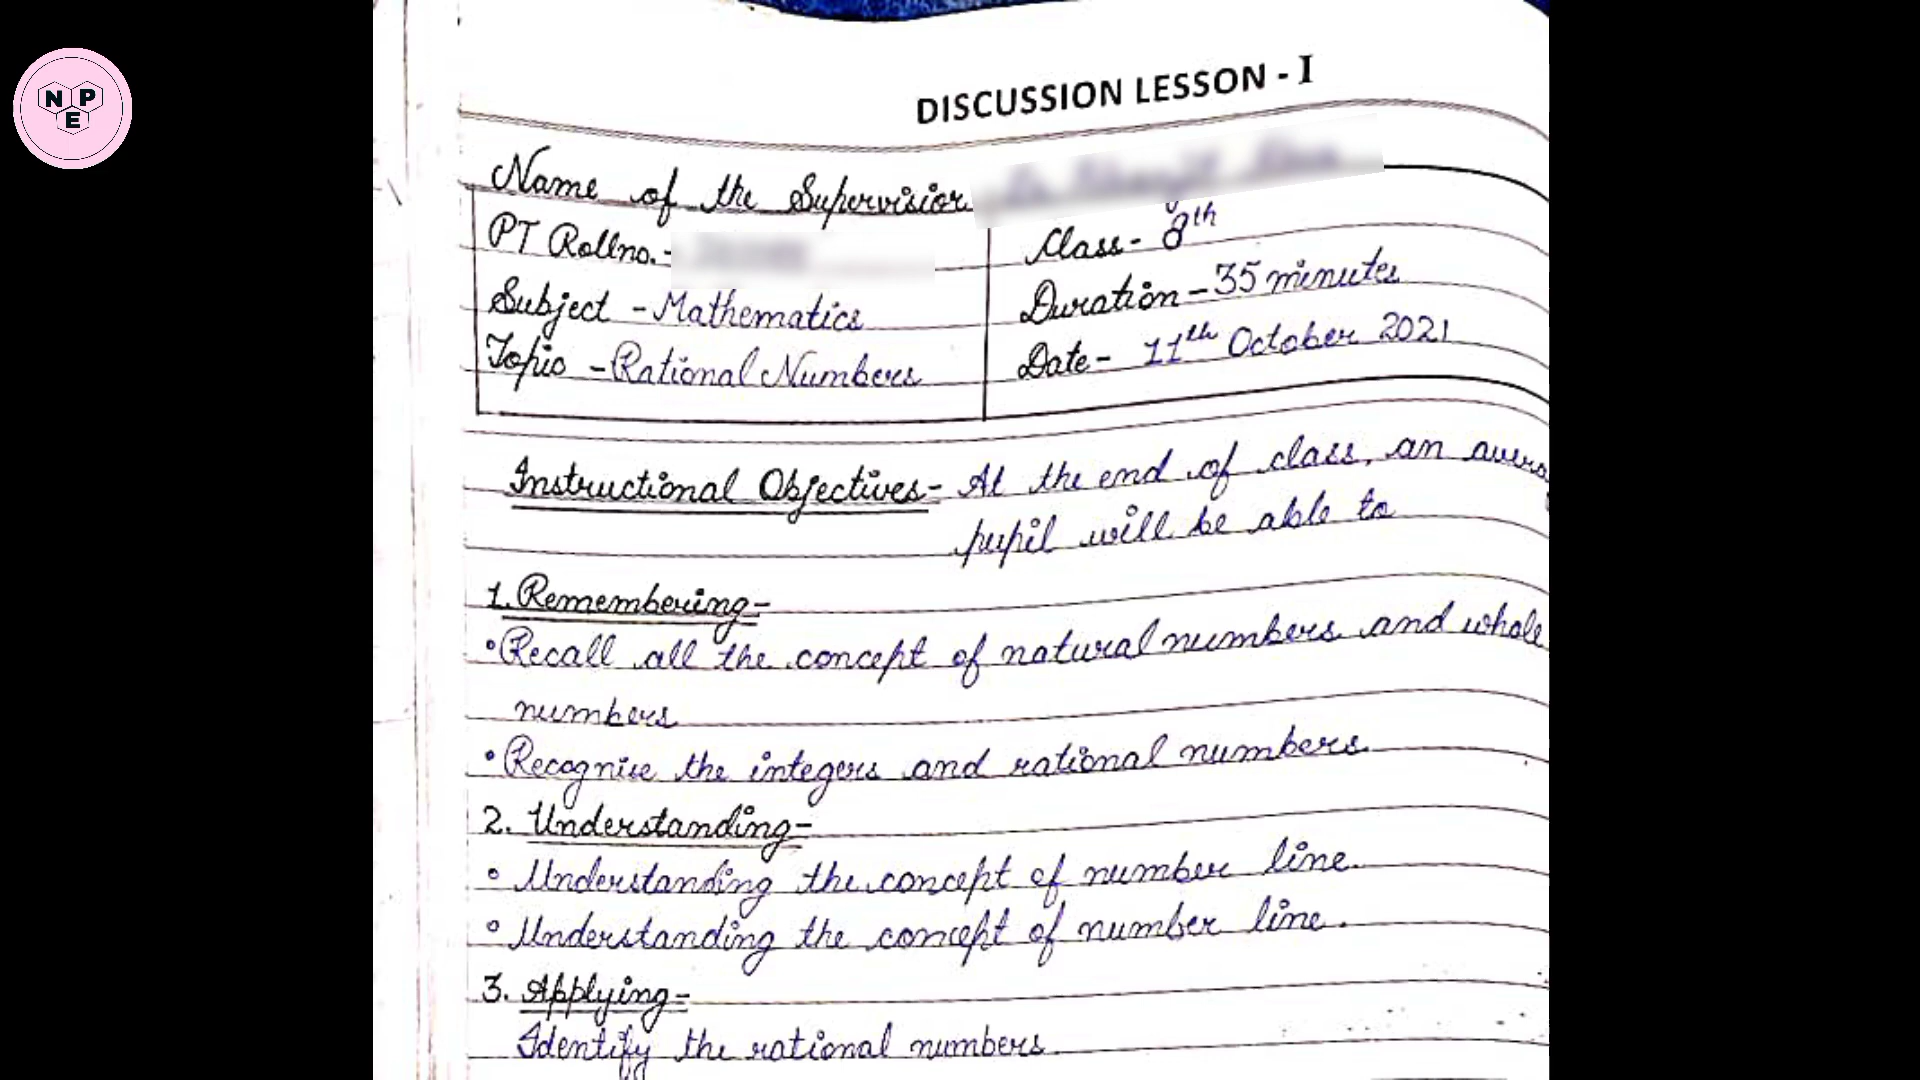 N P
E
DISCUSSION LESSON - I
Name of the Supervisior
PT Rollno.-
Class- 8th
Subject - Mathematics
Duration - 35 minutes
Topic - Rational Numbers
Date- 11th October 2021
Instructional Objectives- At the end of class, an avera
pupil will be able to
1. Remembering-
• Recall all the concept of natural numbers and whole
numbers
• Recognise the integers and rational numbers.
2. Understanding-
• Understanding the concept of number line.
• Understanding the concept of number line.
3. Applying-
Identify the rational numbers.